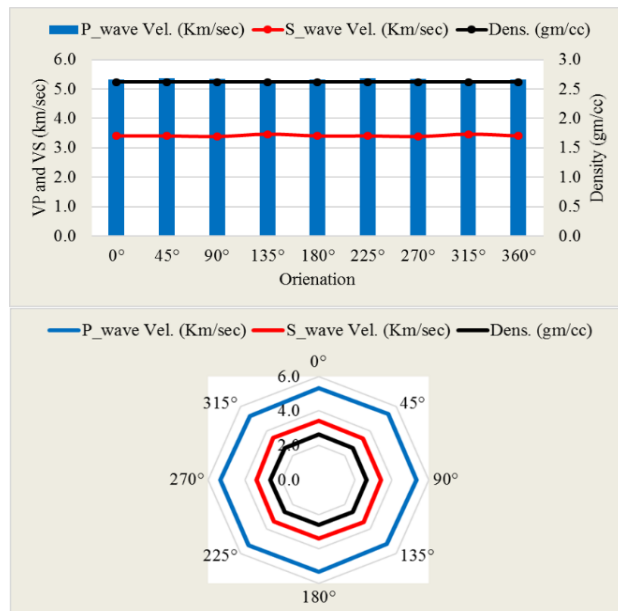 P_wave Vel. (Km/sec) S_wave Vel. (Km/sec) Dens. (gm/cc)
6.0 3.0
5.0 2.5
4.0 2.0
3.0 1.5
2.0 1.0
1.0 0.5
0.0 0.0
VP and VS (km/sec)
Density (gm/cc)
0° 45° 90° 135° 180° 225° 270° 315° 360°
Orienation
P_wave Vel. (Km/sec) S_wave Vel. (Km/sec) Dens. (gm/cc)
0°
6.0
315° 45°
4.0
2.0
270° 0.0 90°
225° 135°
180°